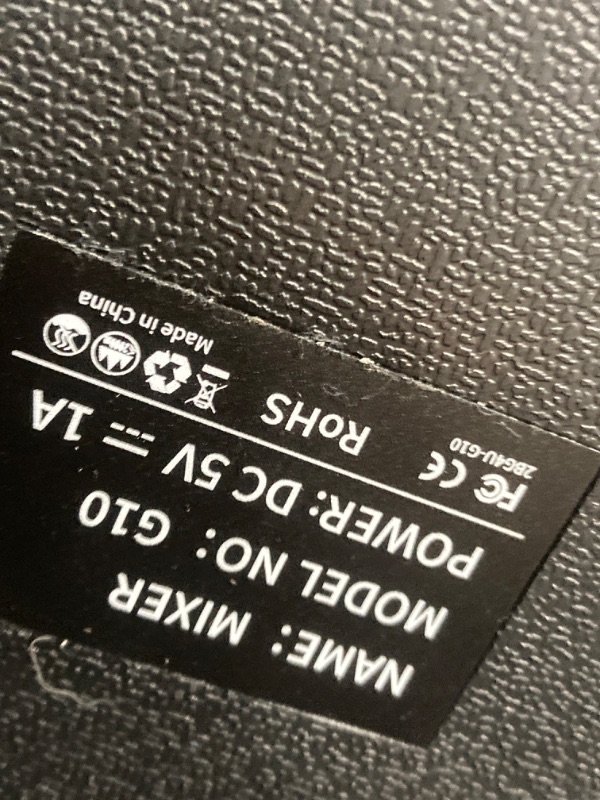 NAME: MIXER
MODEL NO: G10
POWER: DC 5V ⎓ 1A
FC CE RoHS
2BG4U-G10
Made in China